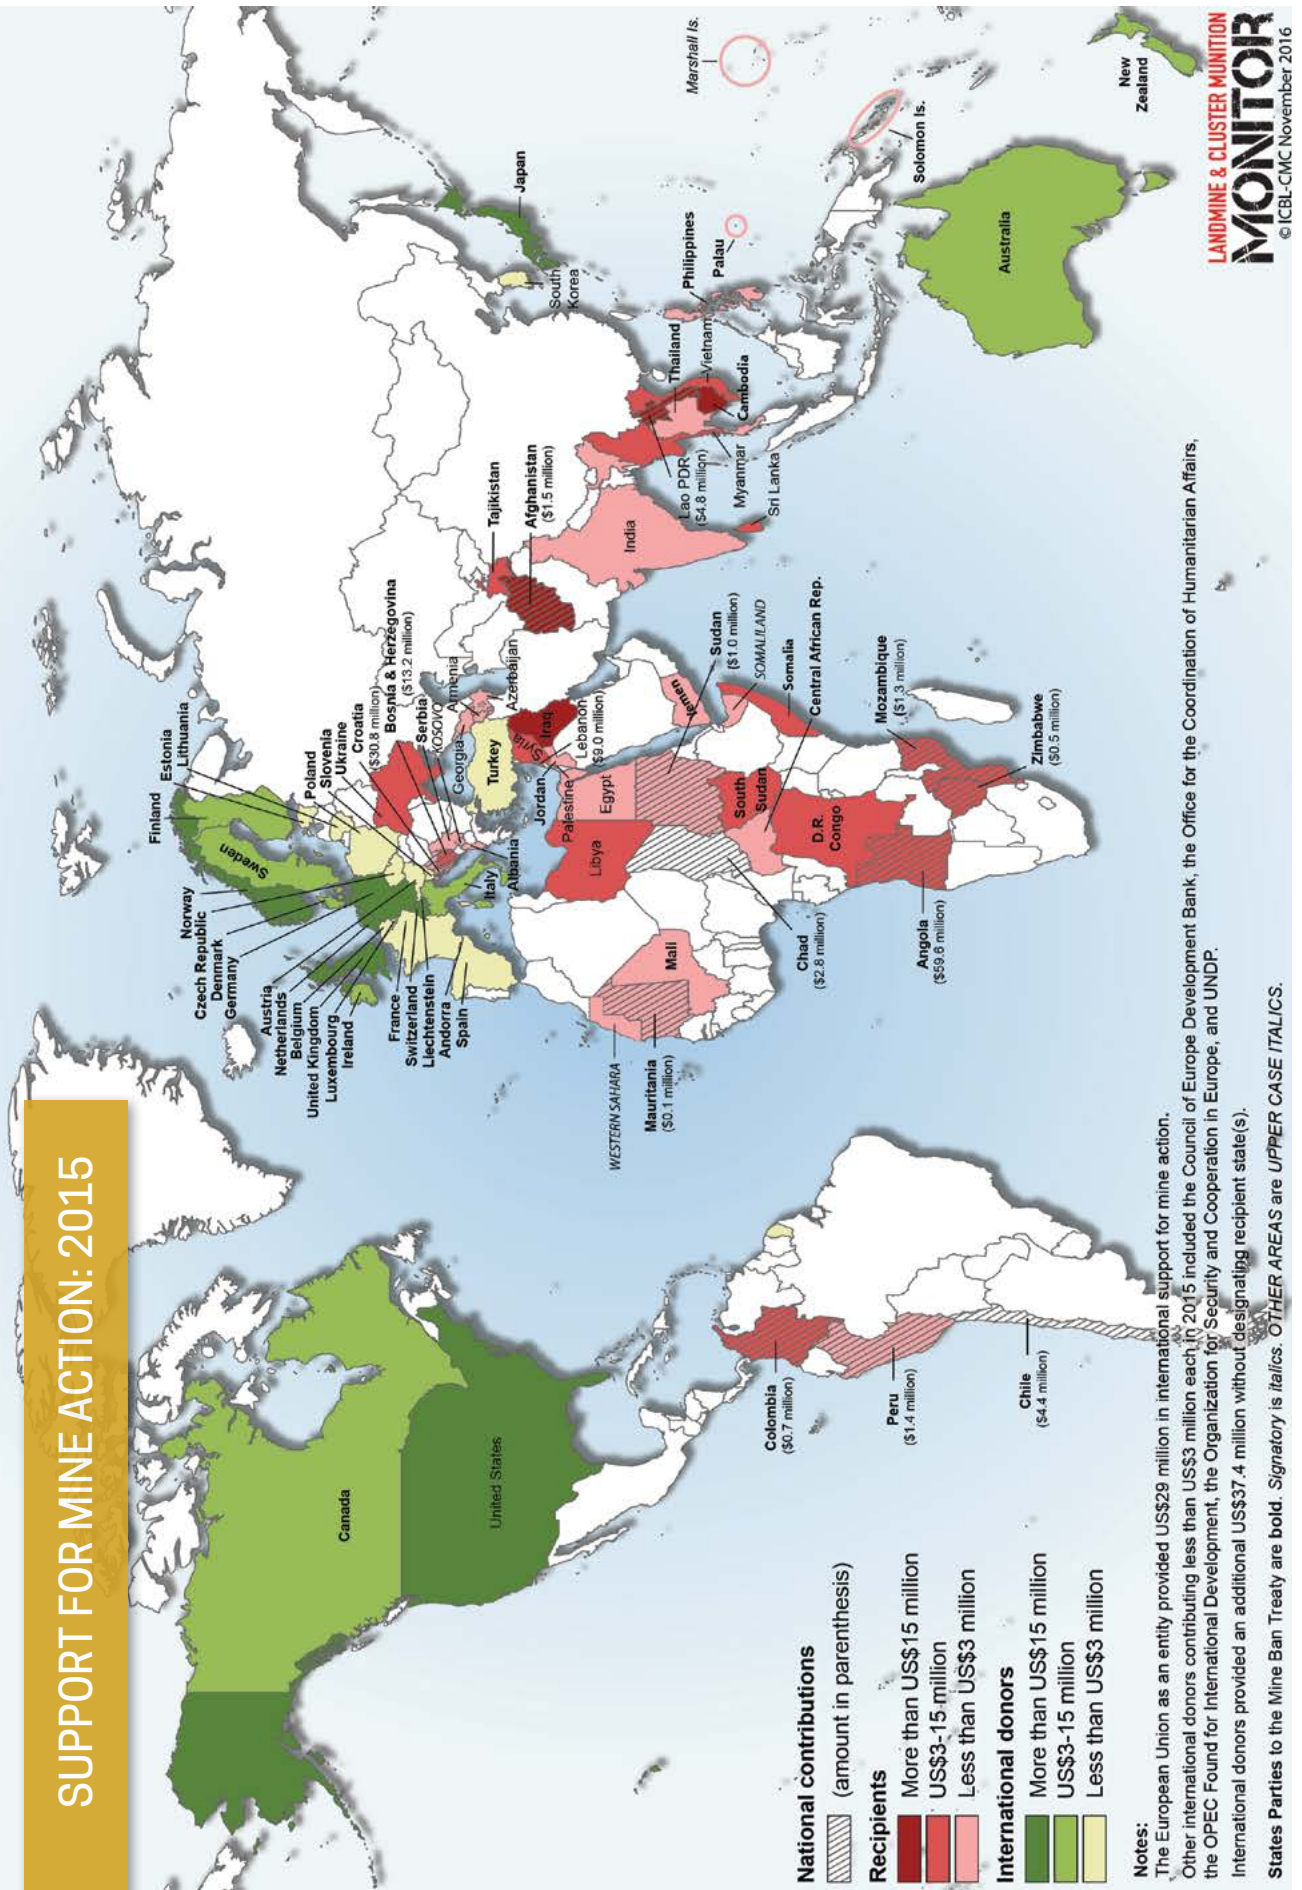 SUPPORT FOR MINE ACTION: 2015
Canada
United States
Colombia
($0.7 million)
Peru
($1.4 million)
Chile
($4.4 million)
Finland
Estonia
Lithuania
Sweden
Norway
Czech Republic
Denmark
Germany
Austria
Netherlands
Belgium
United Kingdom
Luxembourg
Ireland
France
Switzerland
Liechtenstein
Andorra
Spain
Poland
Slovenia
Ukraine
Croatia
($30.8 million)
Bosnia & Herzegovina
($13.2 million)
Serbia
KOSOVO
Albania
Italy
Georgia
Armenia
Azerbaijan
Turkey
Syria
Iraq
Lebanon
($9.0 million)
Jordan
Palestine
Egypt
Libya
Yemen
Tajikistan
Afghanistan
($1.5 million)
India
Sri Lanka
Lao PDR
($4.8 million)
Myanmar
Thailand
Vietnam
Cambodia
South
Korea
Japan
Philippines
Palau
Marshall Is.
Solomon Is.
Australia
New
Zealand
WESTERN SAHARA
Mauritania
($0.1 million)
Mali
Chad
($2.8 million)
Sudan
($1.0 million)
SOMALILAND
Somalia
Central African Rep.
South
Sudan
D.R.
Congo
Angola
($59.6 million)
Mozambique
($1.3 million)
Zimbabwe
($0.5 million)
National contributions
(amount in parenthesis)
Recipients
More than US$15 million
US$3-15 million
Less than US$3 million
International donors
More than US$15 million
US$3-15 million
Less than US$3 million
Notes:
The European Union as an entity provided US$29 million in international support for mine action.
Other international donors contributing less than US$3 million each in 2015 included the Council of Europe Development Bank, the Office for the Coordination of Humanitarian Affairs,
the OPEC Found for International Development, the Organization for Security and Cooperation in Europe, and UNDP.
International donors provided an additional US$37.4 million without designating recipient state(s).
States Parties to the Mine Ban Treaty are bold. Signatory is italics. OTHER AREAS are UPPER CASE ITALICS.
LANDMINE & CLUSTER MUNITION
MONITOR
© ICBL-CMC November 2016